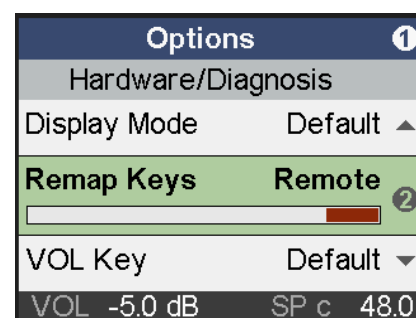 Options 1
Hardware/Diagnosis
Display Mode Default
Remap Keys Remote
2
VOL Key Default
VOL -5.0 dB SP c 48.0